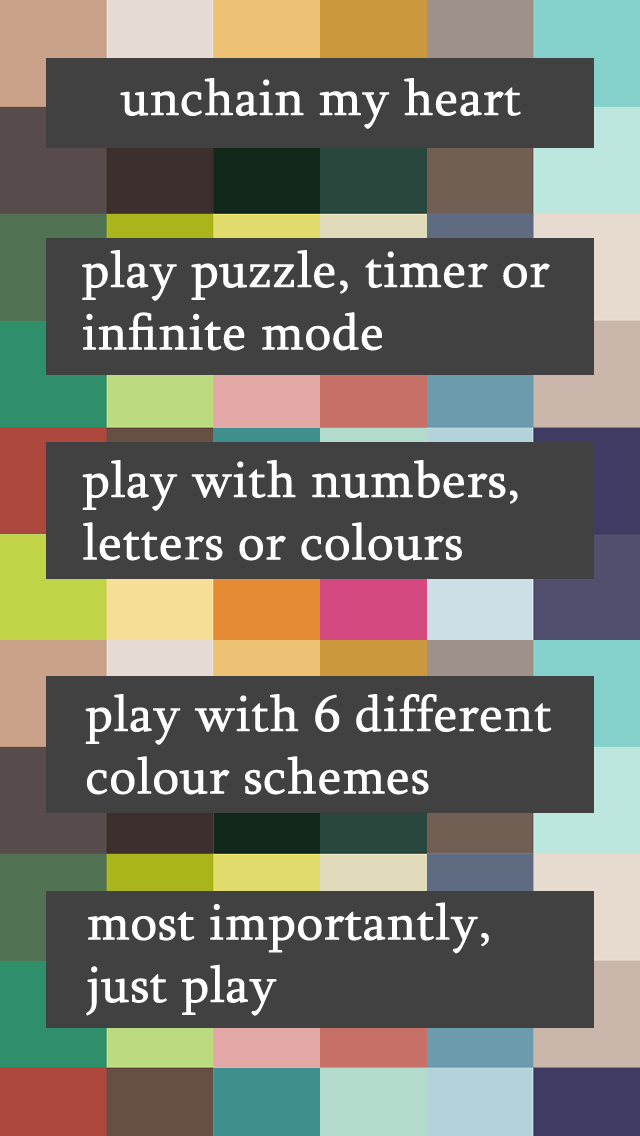 unchain my heart
play puzzle, timer or
infinite mode
play with numbers,
letters or colours
play with 6 different
colour schemes
most importantly,
just play